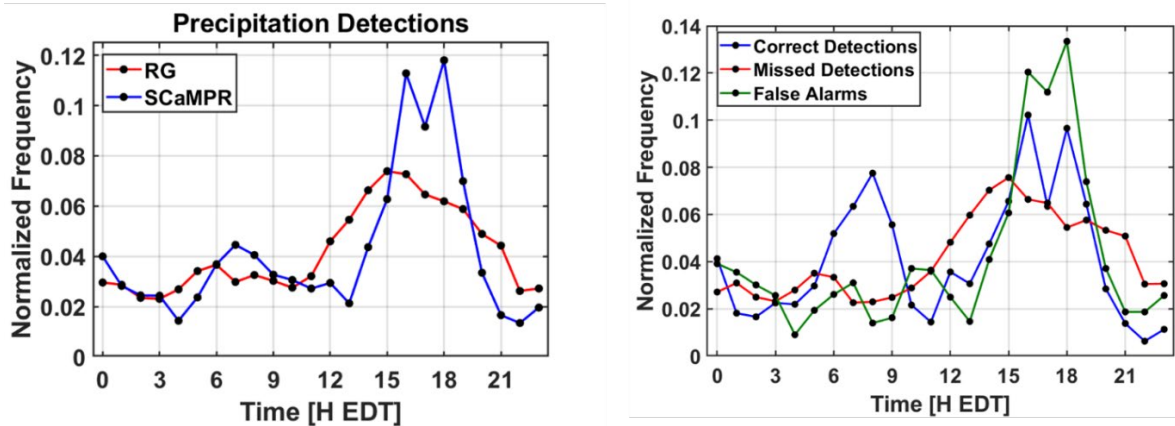 Precipitation Detections
RG
SCaMPR
0.12
0.1
0.08
0.06
0.04
0.02
0
Normalized Frequency
0 3 6 9 12 15 18 21
Time [H EDT]
Correct Detections
Missed Detections
False Alarms
0.14
0.12
0.1
0.08
0.06
0.04
0.02
0
Normalized Frequency
0 3 6 9 12 15 18 21
Time [H EDT]